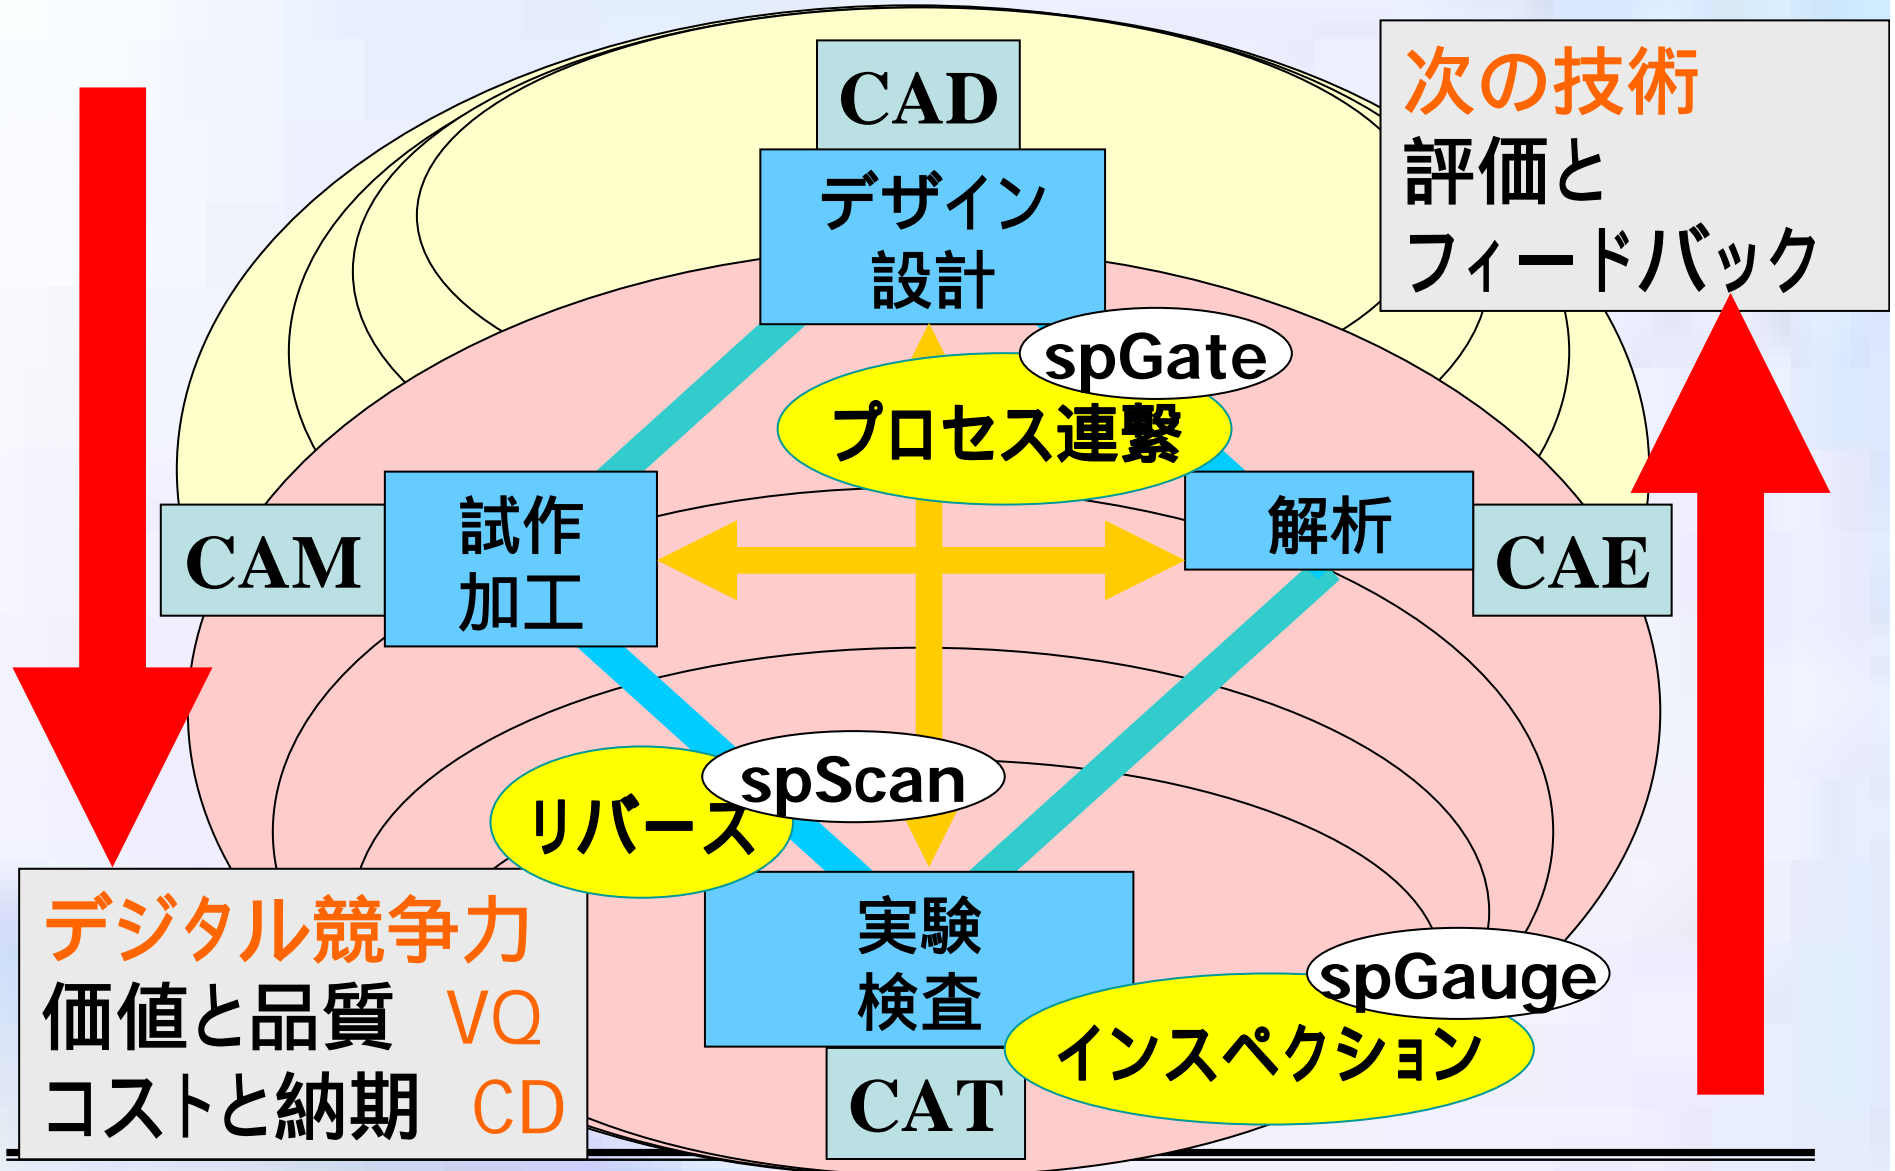 CAD
デザイン
設計
次の技術
評価と
フィードバック
spGate
プロセス連繋
CAM
試作
加工
解析
CAE
spScan
リバース
デジタル競争力
価値と品質 VQ
コストと納期 CD
実験
検査
CAT
spGauge
インスペクション